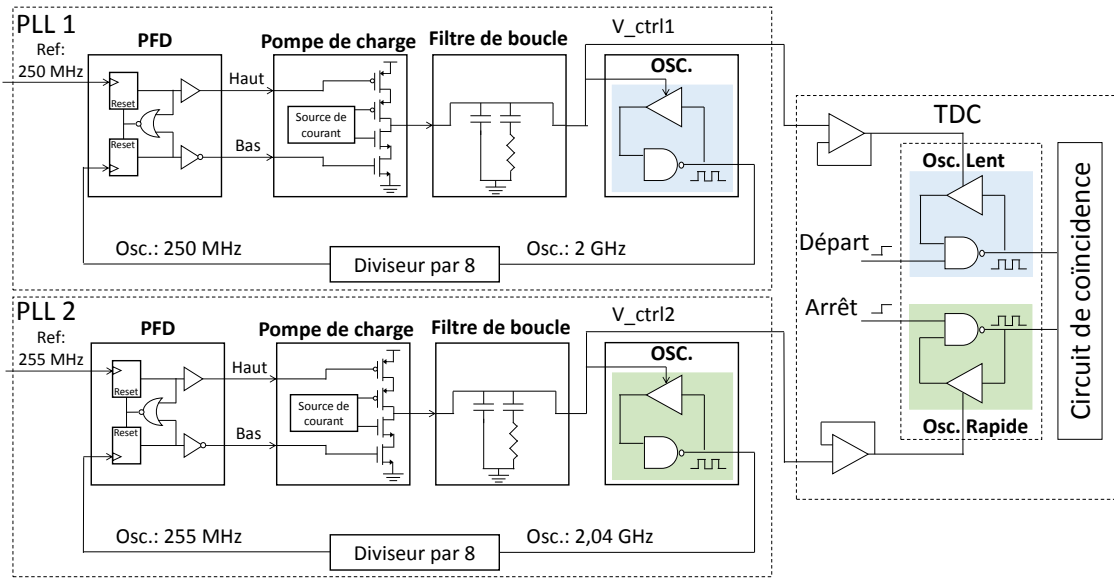 PLL 1
Ref:
250 MHz
PFD
Reset
Reset
Haut
Bas
Pompe de charge
Source de
courant
Filtre de boucle
V_ctrl1
OSC.
Osc.: 250 MHz
Diviseur par 8
Osc.: 2 GHz
PLL 2
Ref:
255 MHz
PFD
Reset
Reset
Haut
Bas
Pompe de charge
Source de
courant
Filtre de boucle
V_ctrl2
OSC.
Osc.: 255 MHz
Diviseur par 8
Osc.: 2,04 GHz
TDC
Osc. Lent
Départ
Arrêt
Osc. Rapide
Circuit de coïncidence